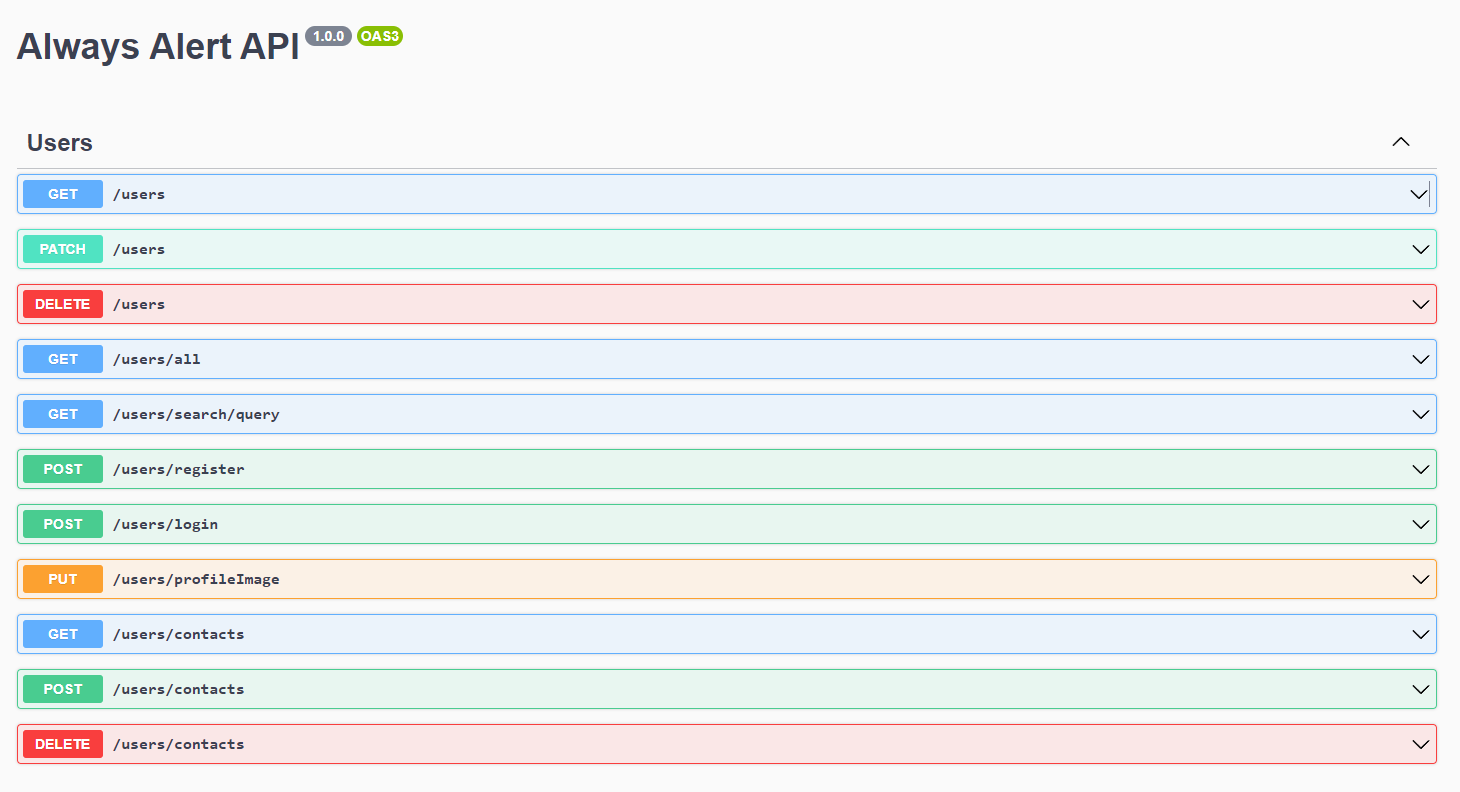 Always Alert API 1.0.0 OAS3
Users
GET /users
PATCH /users
DELETE /users
GET /users/all
GET /users/search/query
POST /users/register
POST /users/login
PUT /users/profileImage
GET /users/contacts
POST /users/contacts
DELETE /users/contacts